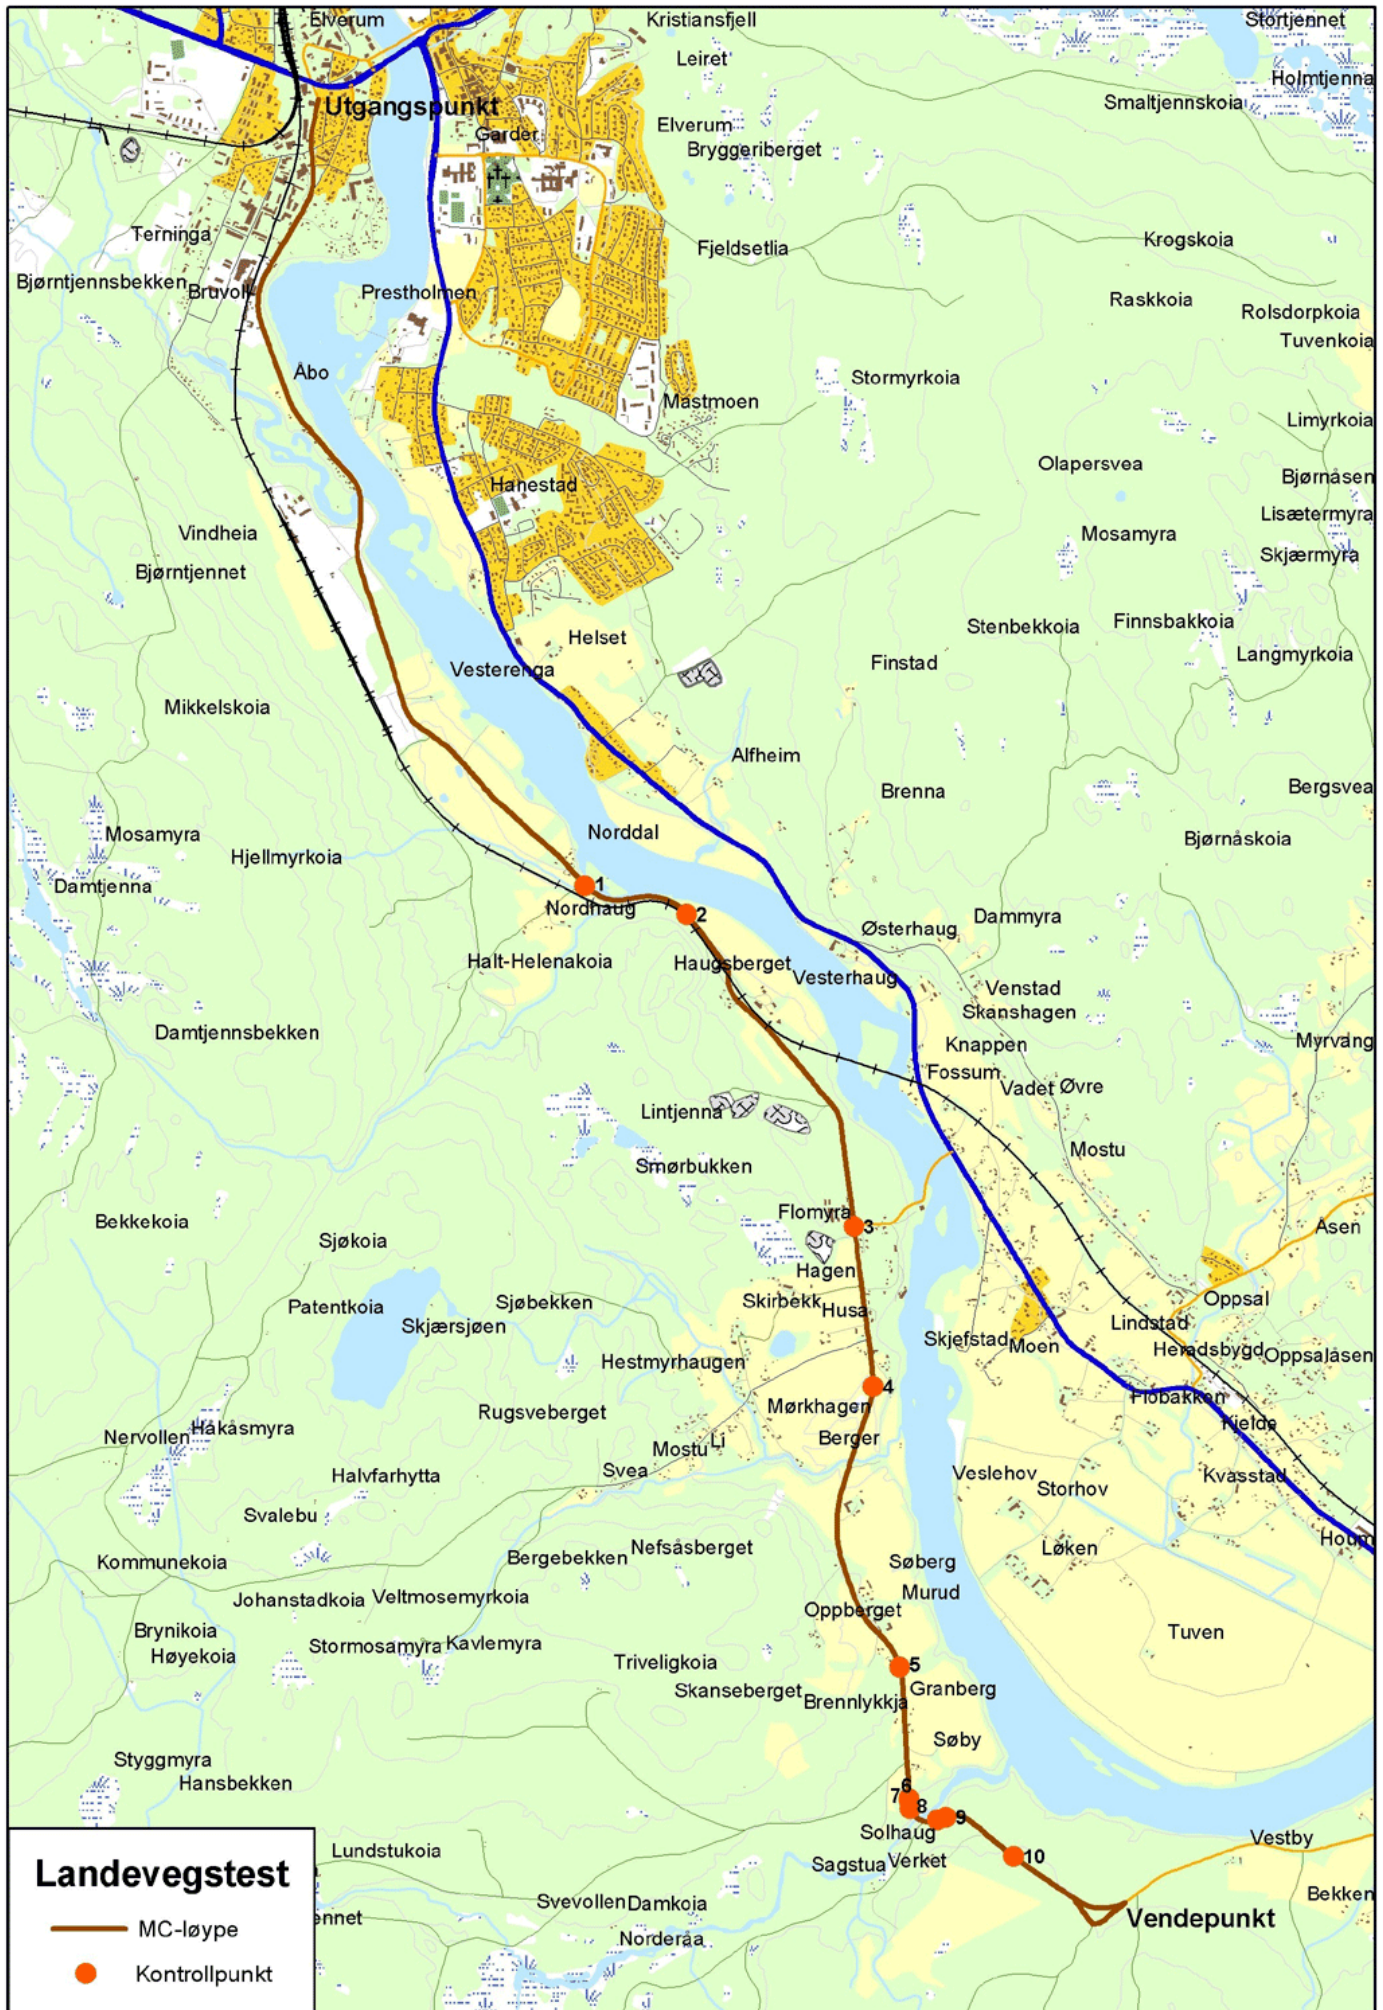 Elverum
Kristiansfjell
Stortjennet
Leiret
Holmtjenna
Utgangspunkt
Smaltjennskoia
Garder
Elverum
Bryggeriberget
Terninga
Fjeldsetlia
Krogskoia
Bjørntjennsbekken
Bruvoll
Prestholmen
Raskkoia
Rolsdorpkoia
Tuvenkoia
Åbo
Stormyrkoia
Mastmoen
Limyrkoia
Olapersvea
Bjørnåsen
Hanestad
Lisætermyra
Vindheia
Mosamyra
Skjærmyra
Bjørntjennet
Stenbekkoia
Finnsbakkoia
Helset
Langmyrkoia
Finstad
Vesterenga
Mikkelskoia
Alfheim
Brenna
Bergsvea
Mosamyra
Norddal
Bjørnåskoia
Hjellmyrkoia
Damtjenna
1
Nordhaug
2
Dammyra
Østerhaug
Halt-Helenakoia
Haugsberget
Vesterhaug
Venstad
Skanshagen
Damtjennsbekken
Knappen
Myrvang
Fossum
Vadet Øvre
Lintjenna
Mostu
Smørbukken
Bekkekoia
Flomyra
3
Åsen
Sjøkoia
Hagen
Patentkoia
Sjøbekken
Skirbekk
Husa
Oppsal
Skjærsjøen
Lindstad
Skjefstad
Moen
Heradsbygd
Oppsalåsen
Hestmyrhaugen
4
Flobakken
Rugsveberget
Mørkhagen
Kjelde
Håkåsmyra
Nervollen
Mostu
Li
Berger
Svea
Halvfarhytta
Veslehov
Storhov
Kvasstad
Svalebu
Houm
Kommunekoia
Bergebekken
Nefsåsberget
Løken
Søberg
Murud
Johanstadkoia
Veltmosemyrkoia
Oppberget
Brynikoia
Tuven
Høyekoia
Stormosamyra
Kavlemyra
Triveligkoia
5
Skanseberget
Brennlykkja
Granberg
Søby
Styggmyra
Hansbekken
6
7
8
9
Solhaug
Vestby
Lundstukoia
Sagstua
Verket
10
Landevegstest
Svevollen
Damkoia
Bekken
ennet
Vendepunkt
MC-løype
Norderåa
Kontrollpunkt